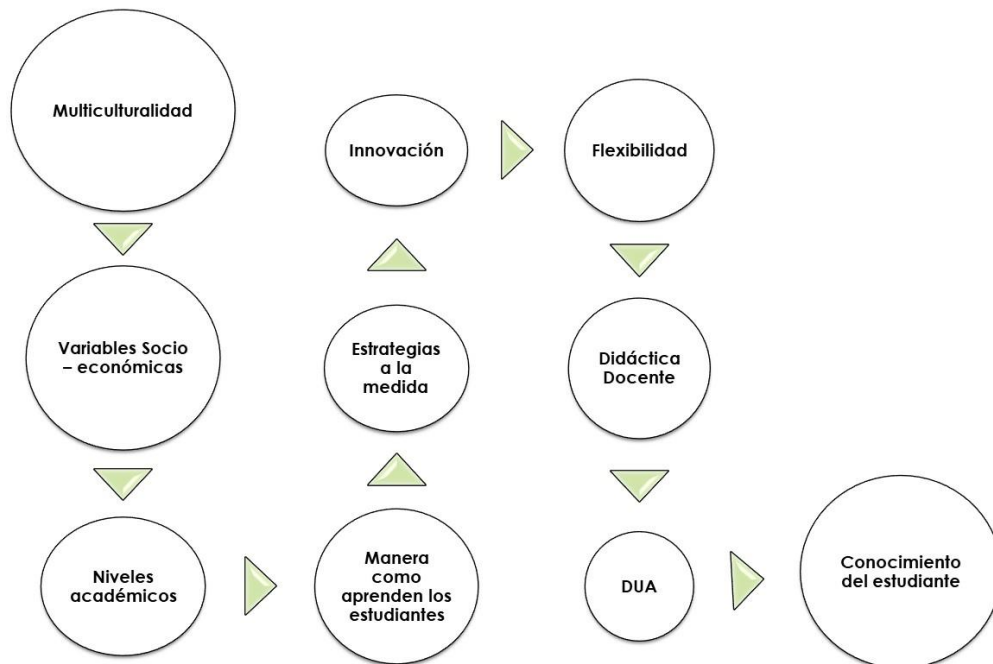 Multiculturalidad
Variables Socio
– económicas
Niveles
académicos
Manera
como
aprenden los
estudiantes
Estrategias
a la
medida
Innovación
Flexibilidad
Didáctica
Docente
DUA
Conocimiento
del estudiante